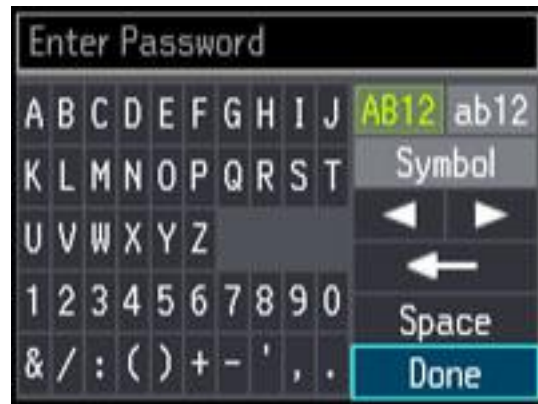 Enter Password
A B C D E F G H I J
K L M N O P Q R S T
U V W X Y Z
1 2 3 4 5 6 7 8 9 0
& / : ( ) + - ' , .
AB12 ab12
Symbol
Space
Done